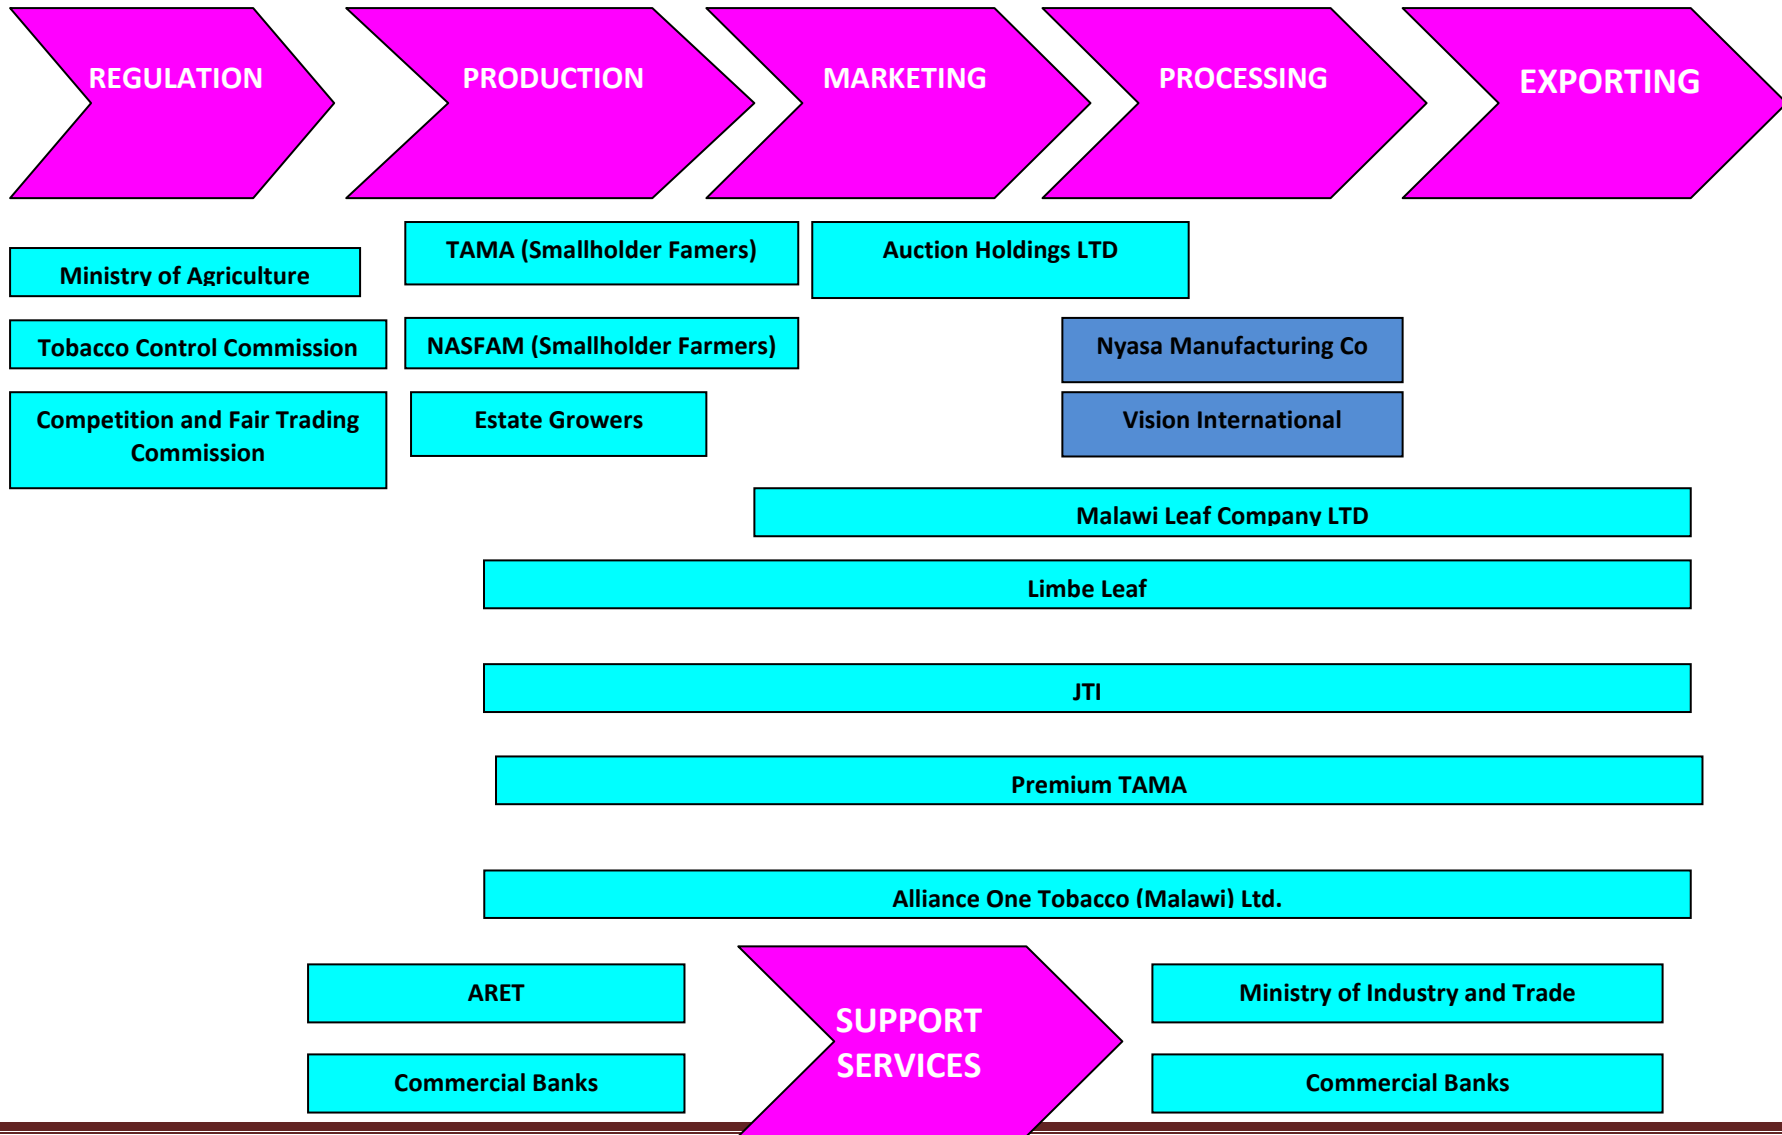 REGULATION
PRODUCTION
MARKETING
PROCESSING
EXPORTING
TAMA (Smallholder Famers)
Auction Holdings LTD
Ministry of Agriculture
Tobacco Control Commission
NASFAM (Smallholder Farmers)
Nyasa Manufacturing Co
Competition and Fair Trading
Commission
Estate Growers
Vision International
Malawi Leaf Company LTD
Limbe Leaf
JTI
Premium TAMA
Alliance One Tobacco (Malawi) Ltd.
ARET
SUPPORT
SERVICES
Ministry of Industry and Trade
Commercial Banks
Commercial Banks